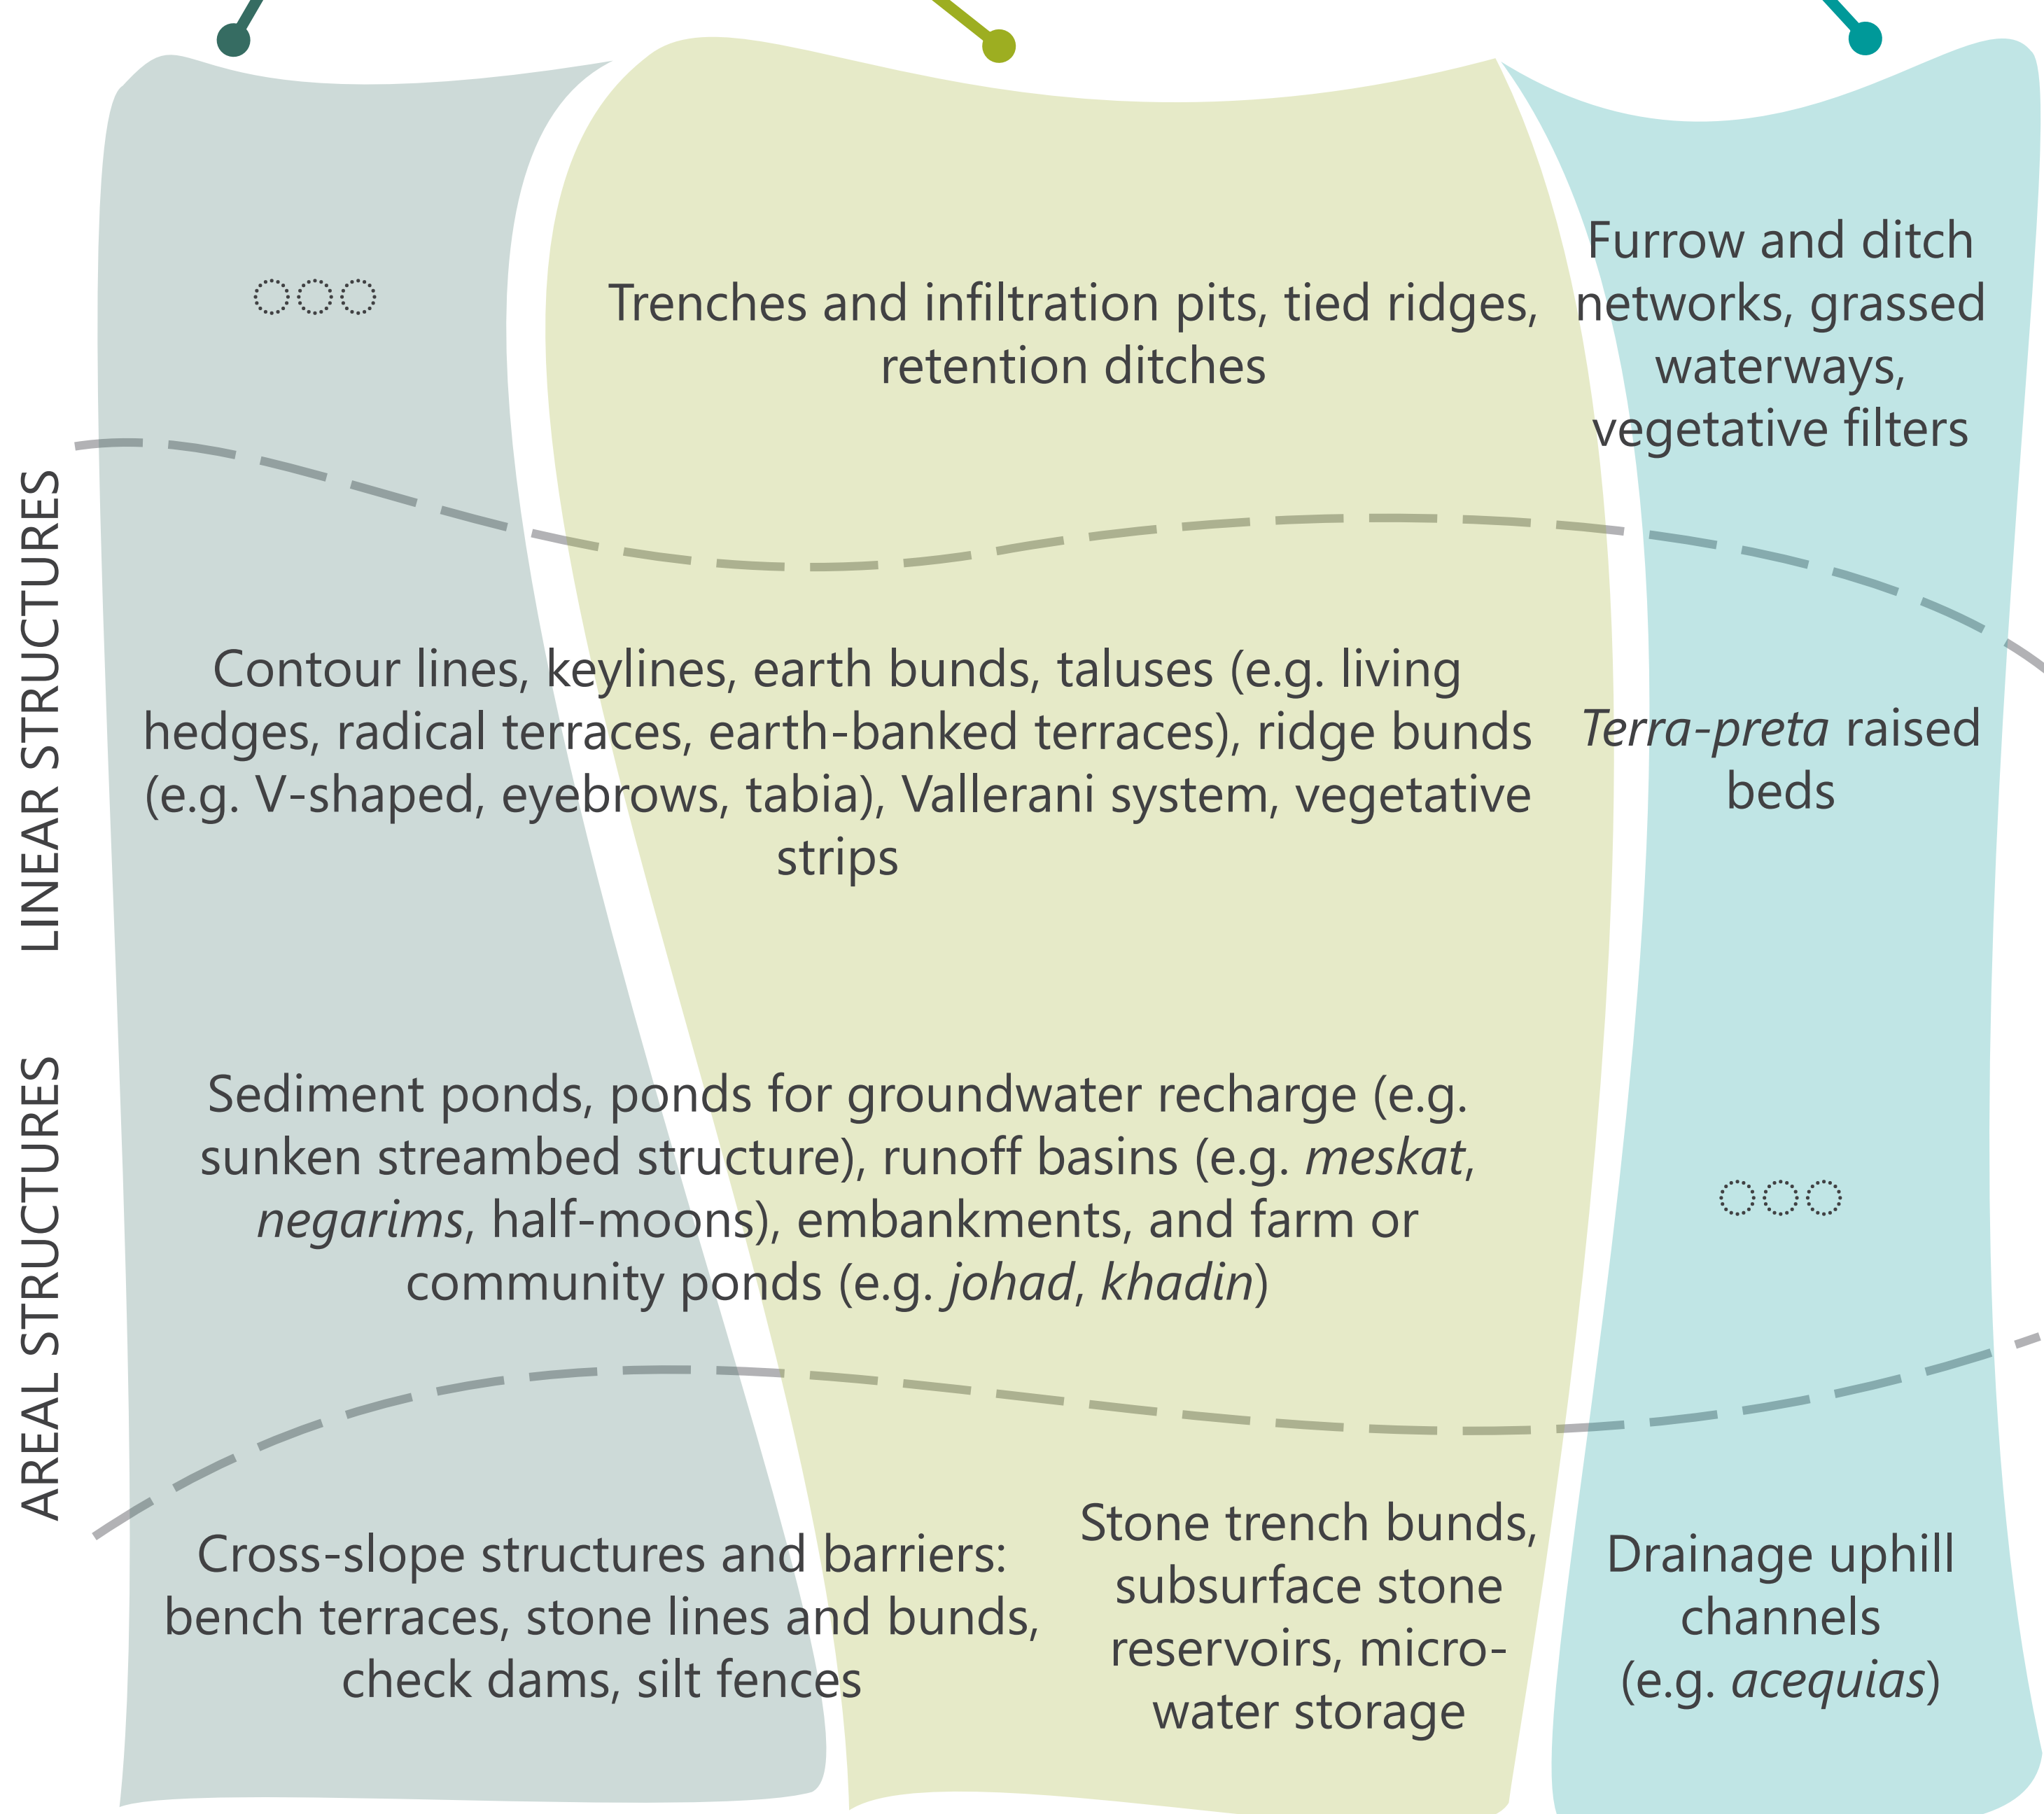 ◌◌◌
Trenches and infiltration pits, tied ridges,
retention ditches
Furrow and ditch
networks, grassed
waterways,
vegetative filters
LINEAR STRUCTURES
Contour lines, keylines, earth bunds, taluses (e.g. living
hedges, radical terraces, earth-banked terraces), ridge bunds
(e.g. V-shaped, eyebrows, tabia), Vallerani system, vegetative
strips
Terra-preta raised
beds
AREAL STRUCTURES
Sediment ponds, ponds for groundwater recharge (e.g.
sunken streambed structure), runoff basins (e.g. meskat,
negarims, half-moons), embankments, and farm or
community ponds (e.g. johad, khadin)
◌◌◌
Cross-slope structures and barriers:
bench terraces, stone lines and bunds,
check dams, silt fences
Stone trench bunds,
subsurface stone
reservoirs, micro-
water storage
Drainage uphill
channels
(e.g. acequias)